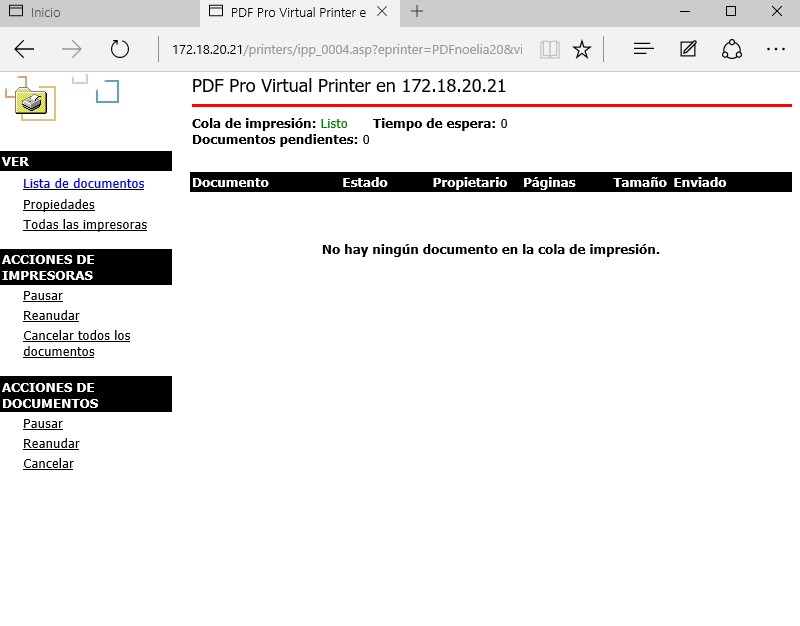 Inicio
PDF Pro Virtual Printer e
172.18.20.21/printers/ipp_0004.asp?eprinter=PDFnoelia20&vi
PDF Pro Virtual Printer en 172.18.20.21
Cola de impresión: Listo Tiempo de espera: 0
Documentos pendientes: 0
VER
Lista de documentos
Propiedades
Todas las impresoras
ACCIONES DE
IMPRESORAS
Pausar
Reanudar
Cancelar todos los
documentos
ACCIONES DE
DOCUMENTOS
Pausar
Reanudar
Cancelar
Documento Estado Propietario Páginas Tamaño Enviado
No hay ningún documento en la cola de impresión.